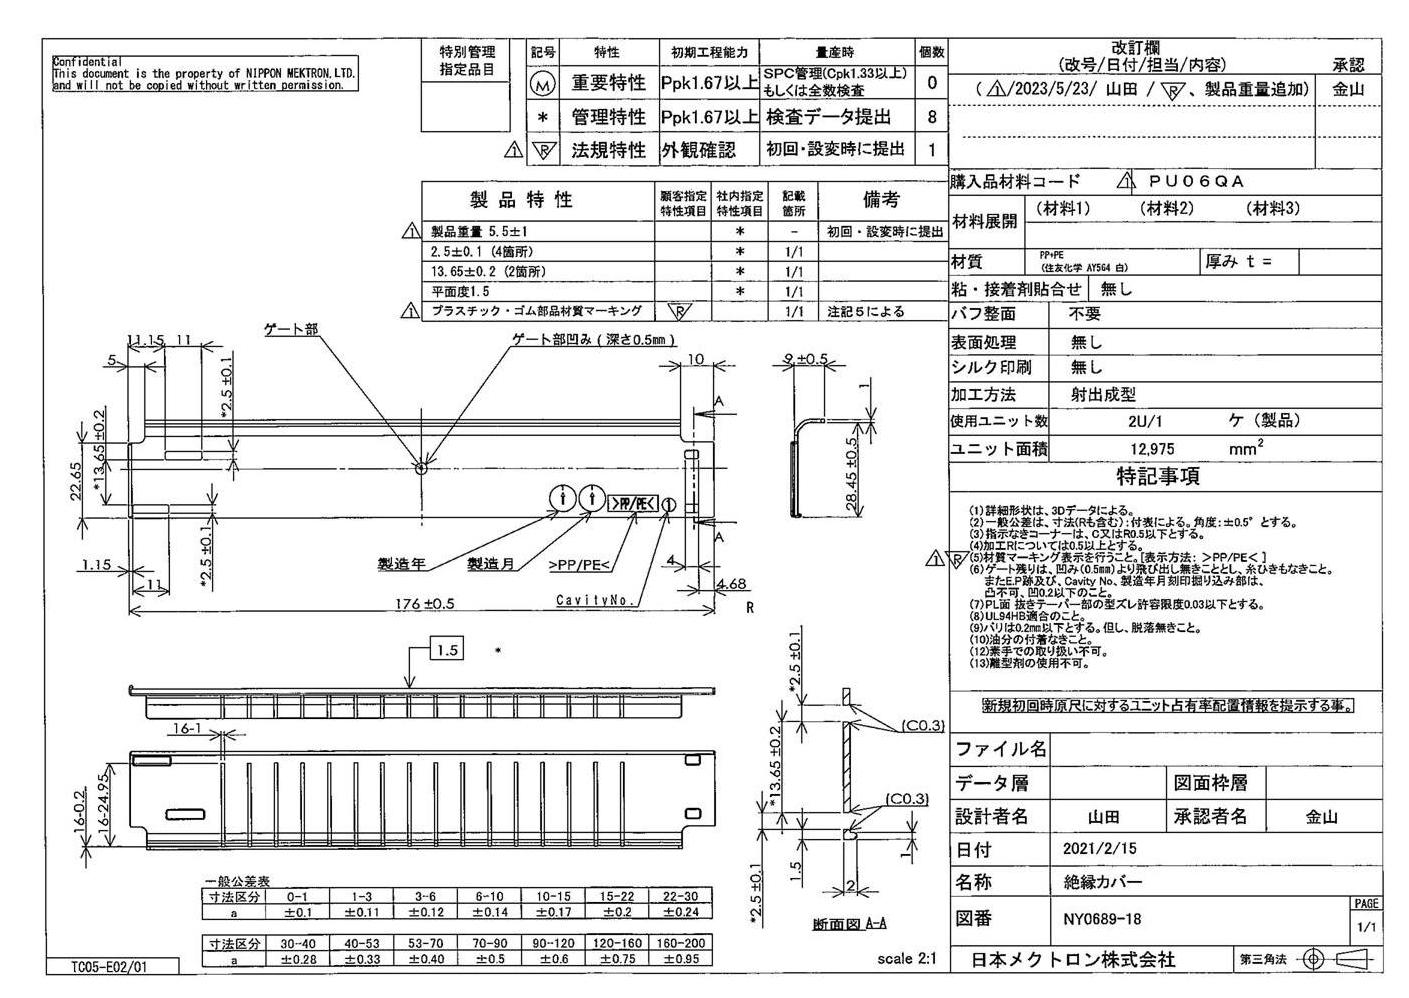 Confidential
This document is the property of NIPPON MEKTRON,LTD.
and will not be copied without written permission.
特別管理
指定品目
記号 特性 初期工程能力 量産時 個数
M 重要特性 Ppk1.67以上 SPC管理(Cpk1.33以上)
もしくは全数検査 0
* 管理特性 Ppk1.67以上 検査データ提出 8
1 R 法規特性 外観確認 初回・設変時に提出 1
製品特性 顧客指定
特性項目 社内指定
特性項目 記載
箇所 備考
1 製品重量 5.5±1 * - 初回・設変時に提出
2.5±0.1 (4箇所) * 1/1
13.65±0.2 (2箇所) * 1/1
平面度1.5 * 1/1
1 プラスチック・ゴム部品材質マーキング R 1/1 注記5による
改訂欄
(改号/日付/担当/内容) 承認
( 1/2023/5/23/ 山田 / R、製品重量追加) 金山
購入品材料コード 1 PU06QA
材料展開 (材料1) (材料2) (材料3)
材質 PP+PE
(住友化学 AY564 白) 厚み t =
粘・接着剤貼合せ 無し
バフ整面 不要
表面処理 無し
シルク印刷 無し
加工方法 射出成型
使用ユニット数 2U/1 ケ (製品)
ユニット面積 12,975 mm2
特記事項
(1)詳細形状は、3Dデータによる。
(2)一般公差は、寸法(Rも含む):付表による。角度:±0.5°とする。
(3)指示なきコーナーは、C又はR0.5以下とする。
(4)加工Rについては0.5以上とする。
1 R (5)材質マーキング表示を行うこと。[表示方法: >PP/PE< ]
(6)ゲート残りは、凹み(0.5mm)より飛び出し無きこととし、糸ひきもなきこと。
またE.P跡及び、Cavity No、製造年月刻印掘り込み部は、
凸不可、凹0.2以下のこと。
(7)PL面 抜きテーパー部の型ズレ許容限度0.03以下とする。
(8)UL94HB適合のこと。
(9)バリは0.2mm以下とする。但し、脱落無きこと。
(10)油分の付着なきこと。
(12)素手での取り扱い不可。
(13)離型剤の使用不可。
新規初回時原尺に対するユニット占有率配置情報を提示する事。
ファイル名
データ層 図面枠層
設計者名 山田 承認者名 金山
日付 2021/2/15
名称 絶縁カバー
図番 NY0689-18 PAGE
1/1
日本メクトロン株式会社 第三角法
ゲート部
ゲート部凹み (深さ0.5mm)
11.15 11
5
*2.5±0.1
10
A
9±0.5
1
28.45±0.5
22.65
*13.65±0.2
>PP/PE< 1
*2.5±0.1
1.15
11
製造年 製造月 >PP/PE<
CavityNo.
4
A
4.68
R
176±0.5
1.5 *
16-1
16-24.95
16-0.2
*2.5±0.1
(C0.3)
*13.65±0.2
(C0.3)
1.5
*2.5±0.1
1
2
断面図 A-A
scale 2:1
一般公差表
寸法区分 0-1 1-3 3-6 6-10 10-15 15-22 22-30
a ±0.1 ±0.11 ±0.12 ±0.14 ±0.17 ±0.2 ±0.24
寸法区分 30-40 40-53 53-70 70-90 90-120 120-160 160-200
a ±0.28 ±0.33 ±0.40 ±0.5 ±0.6 ±0.75 ±0.95
TC05-E02/01